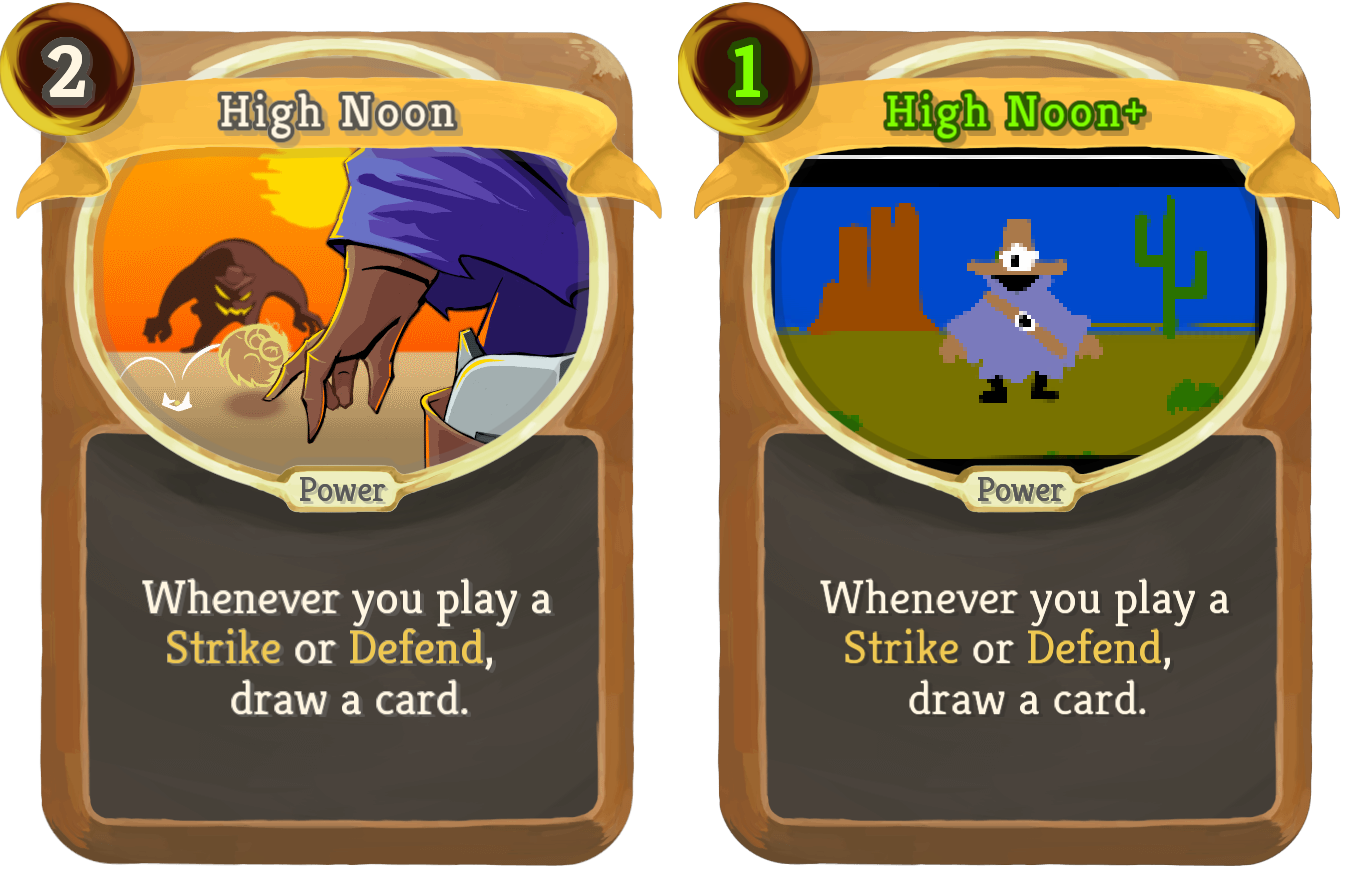 2
High Noon
Power
Whenever you play a
Strike or Defend,
draw a card.
1
High Noon+
Power
Whenever you play a
Strike or Defend,
draw a card.